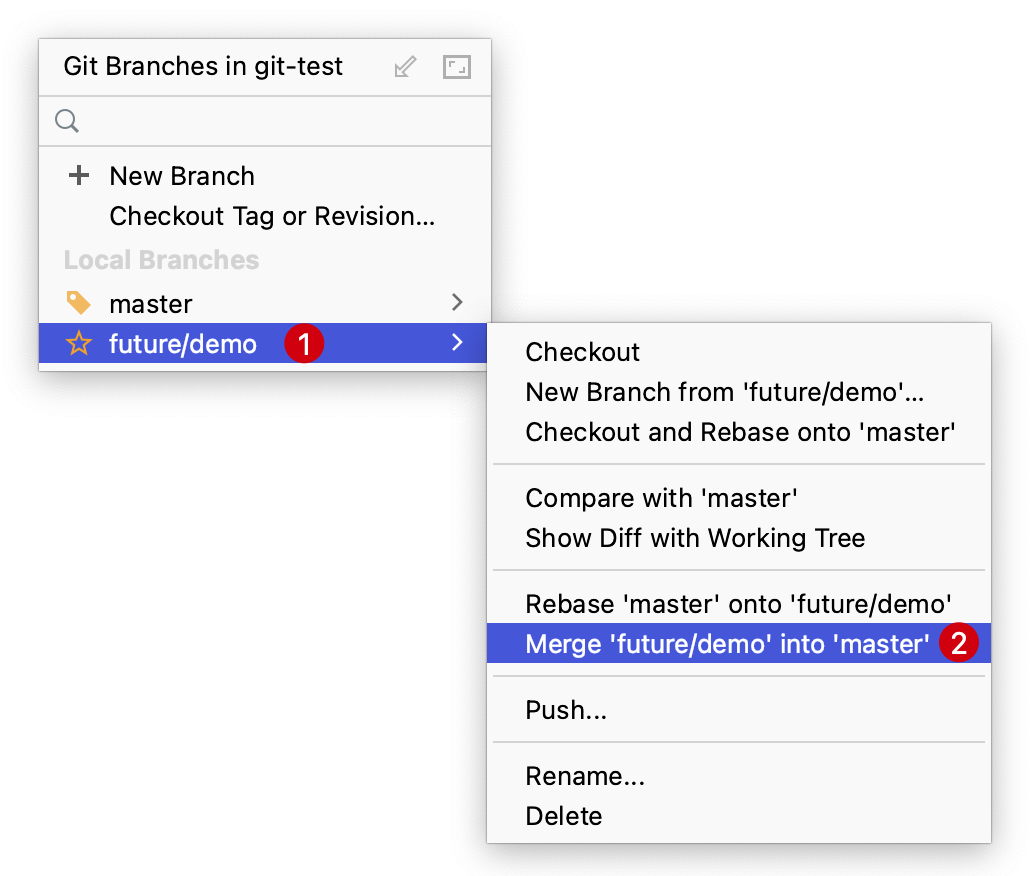 Git Branches in git-test
New Branch
Checkout Tag or Revision...
Local Branches
master
future/demo 1
Checkout
New Branch from 'future/demo'...
Checkout and Rebase onto 'master'
Compare with 'master'
Show Diff with Working Tree
Rebase 'master' onto 'future/demo'
Merge 'future/demo' into 'master' 2
Push...
Rename...
Delete